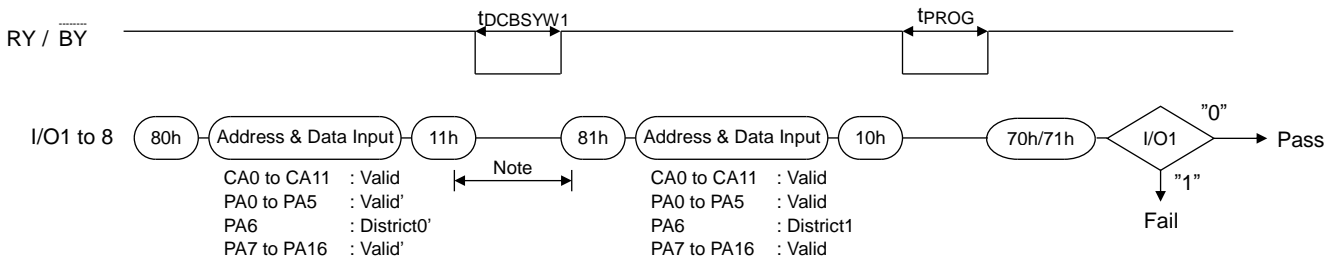 tDCBSYW1
tPROG
RY / BY
I/O1 to 8
80h
Address & Data Input
11h
81h
Address & Data Input
10h
70h/71h
I/O1
"0"
Pass
"1"
Fail
Note
CA0 to CA11 : Valid
PA0 to PA5 : Valid'
PA6 : District0'
PA7 to PA16 : Valid'
CA0 to CA11 : Valid
PA0 to PA5 : Valid
PA6 : District1
PA7 to PA16 : Valid